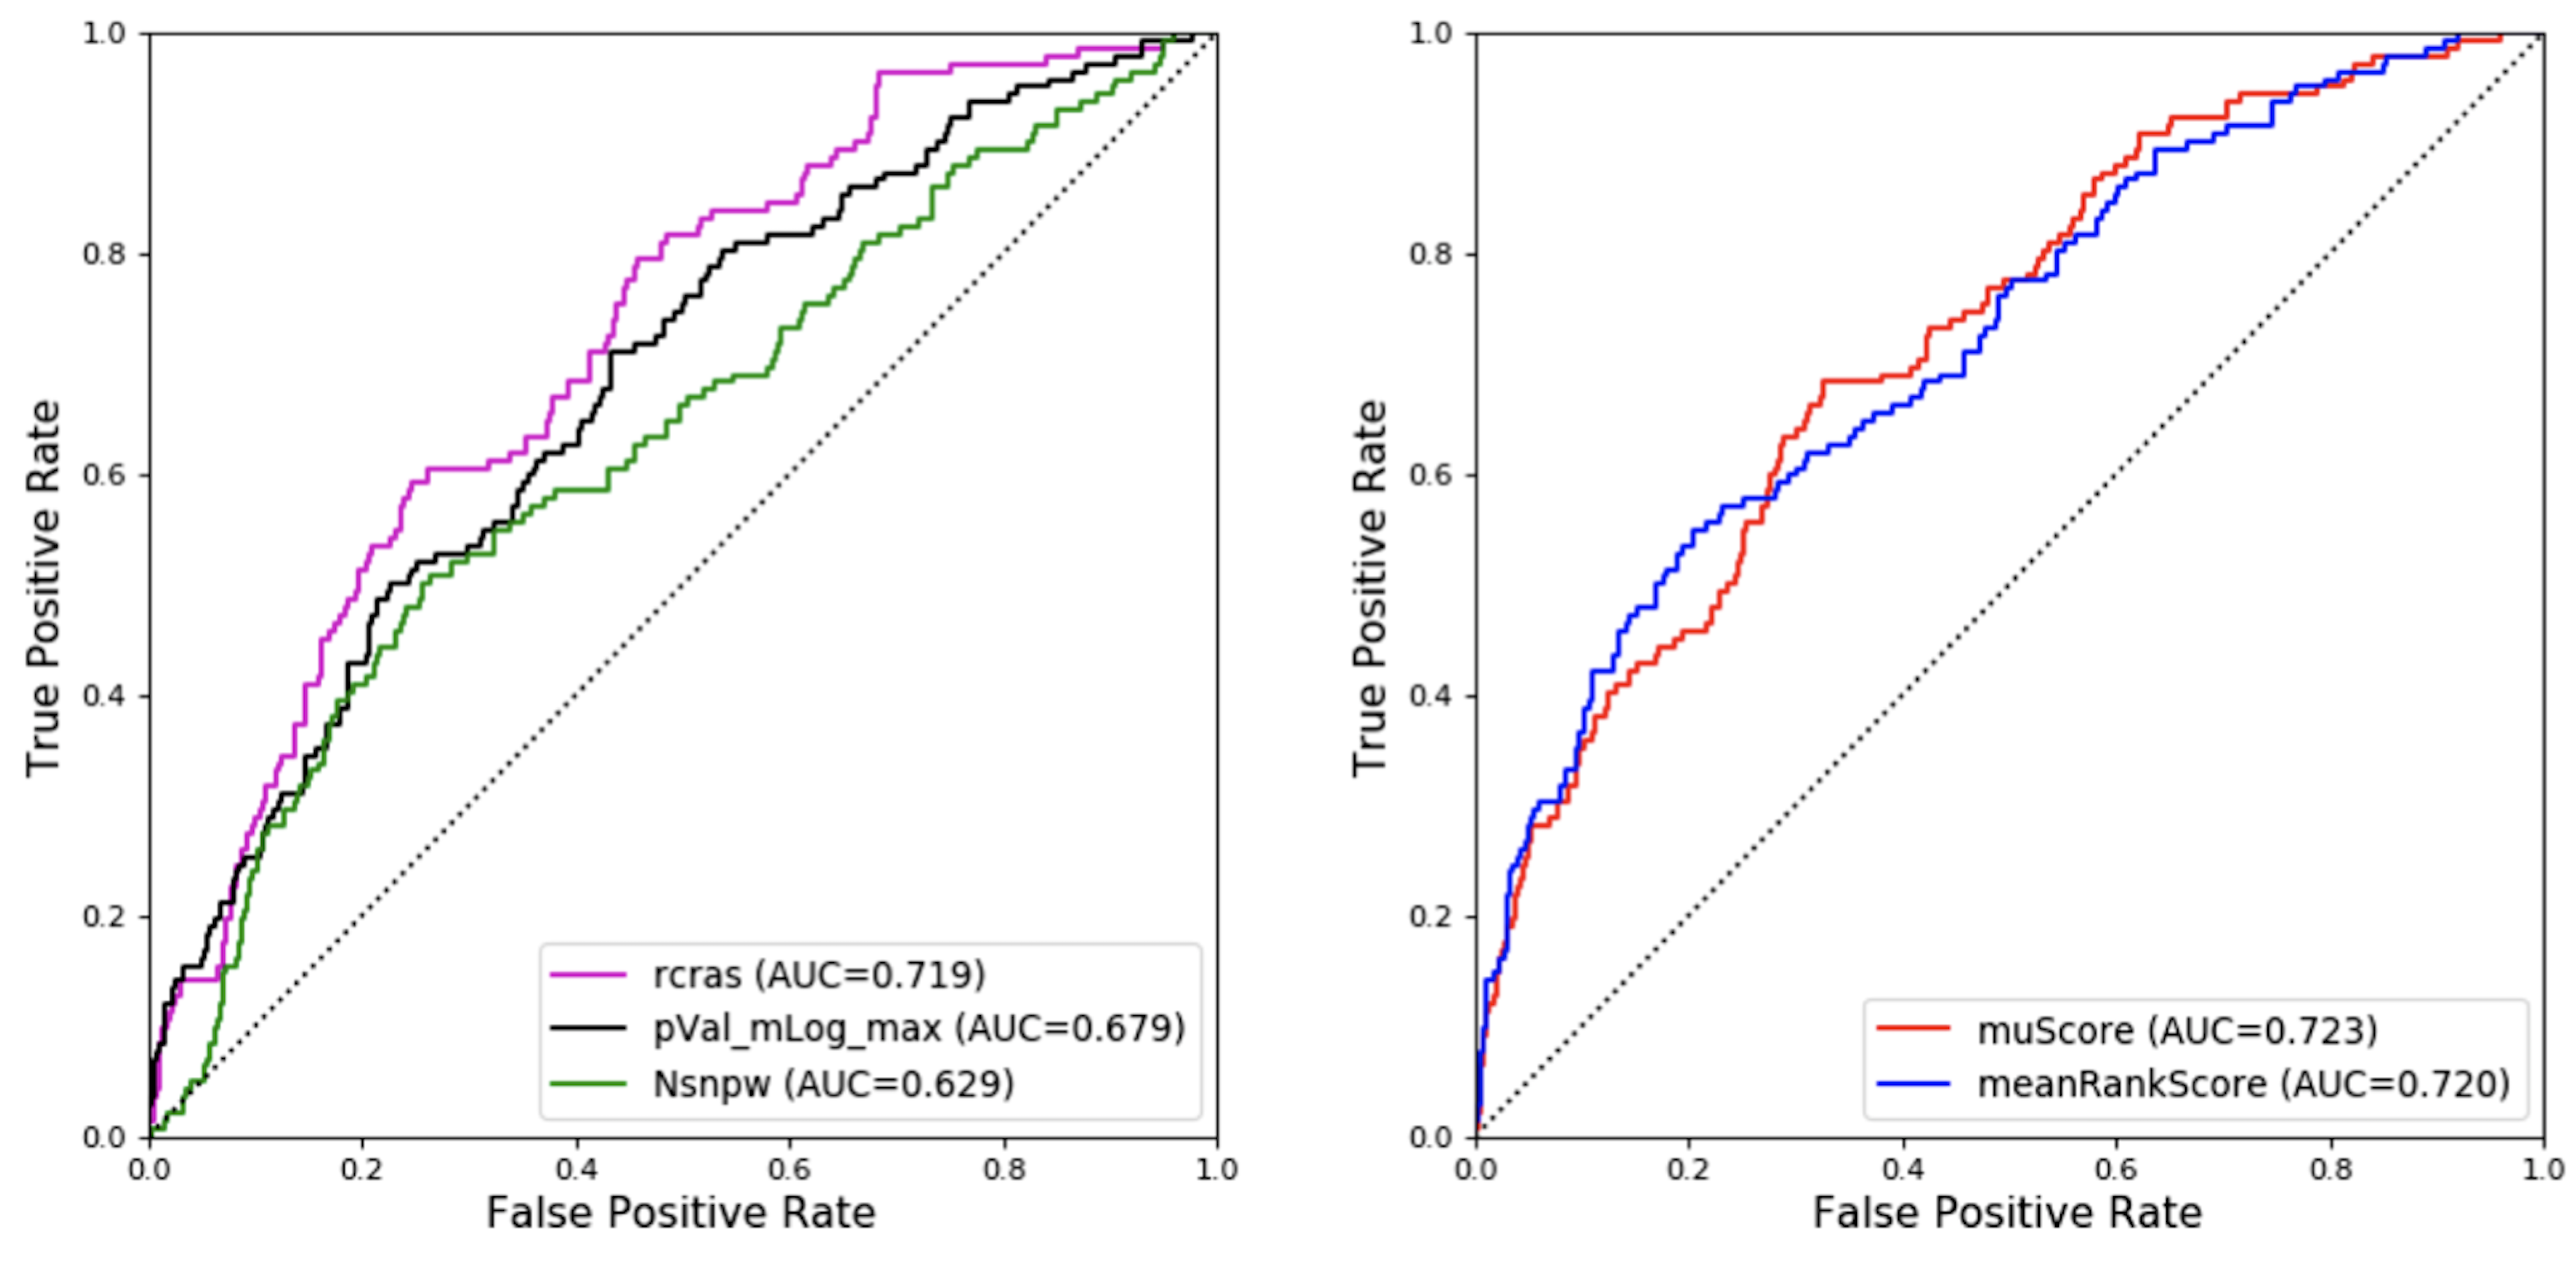 1.0
0.8
0.6
0.4
0.2
0.0
True Positive Rate
rcras (AUC=0.719)
pVal_mLog_max (AUC=0.679)
Nsnpw (AUC=0.629)
0.0 0.2 0.4 0.6 0.8 1.0
False Positive Rate
1.0
0.8
0.6
0.4
0.2
0.0
True Positive Rate
muScore (AUC=0.723)
meanRankScore (AUC=0.720)
0.0 0.2 0.4 0.6 0.8 1.0
False Positive Rate